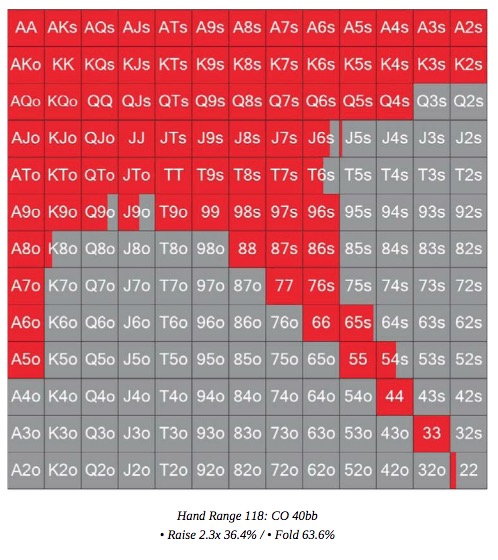 AA AKs AQs AJs ATs A9s A8s A7s A6s A5s A4s A3s A2s
AKo KK KQs KJs KTs K9s K8s K7s K6s K5s K4s K3s K2s
AQo KQo QQ QJs QTs Q9s Q8s Q7s Q6s Q5s Q4s Q3s Q2s
AJo KJo QJo JJ JTs J9s J8s J7s J6s J5s J4s J3s J2s
ATo KTo QTo JTo TT T9s T8s T7s T6s T5s T4s T3s T2s
A9o K9o Q9o J9o T9o 99 98s 97s 96s 95s 94s 93s 92s
A8o K8o Q8o J8o T8o 98o 88 87s 86s 85s 84s 83s 82s
A7o K7o Q7o J7o T7o 97o 87o 77 76s 75s 74s 73s 72s
A6o K6o Q6o J6o T6o 96o 86o 76o 66 65s 64s 63s 62s
A5o K5o Q5o J5o T5o 95o 85o 75o 65o 55 54s 53s 52s
A4o K4o Q4o J4o T4o 94o 84o 74o 64o 54o 44 43s 42s
A3o K3o Q3o J3o T3o 93o 83o 73o 63o 53o 43o 33 32s
A2o K2o Q2o J2o T2o 92o 82o 72o 62o 52o 42o 32o 22
Hand Range 118: CO 40bb
• Raise 2.3x 36.4% / • Fold 63.6%